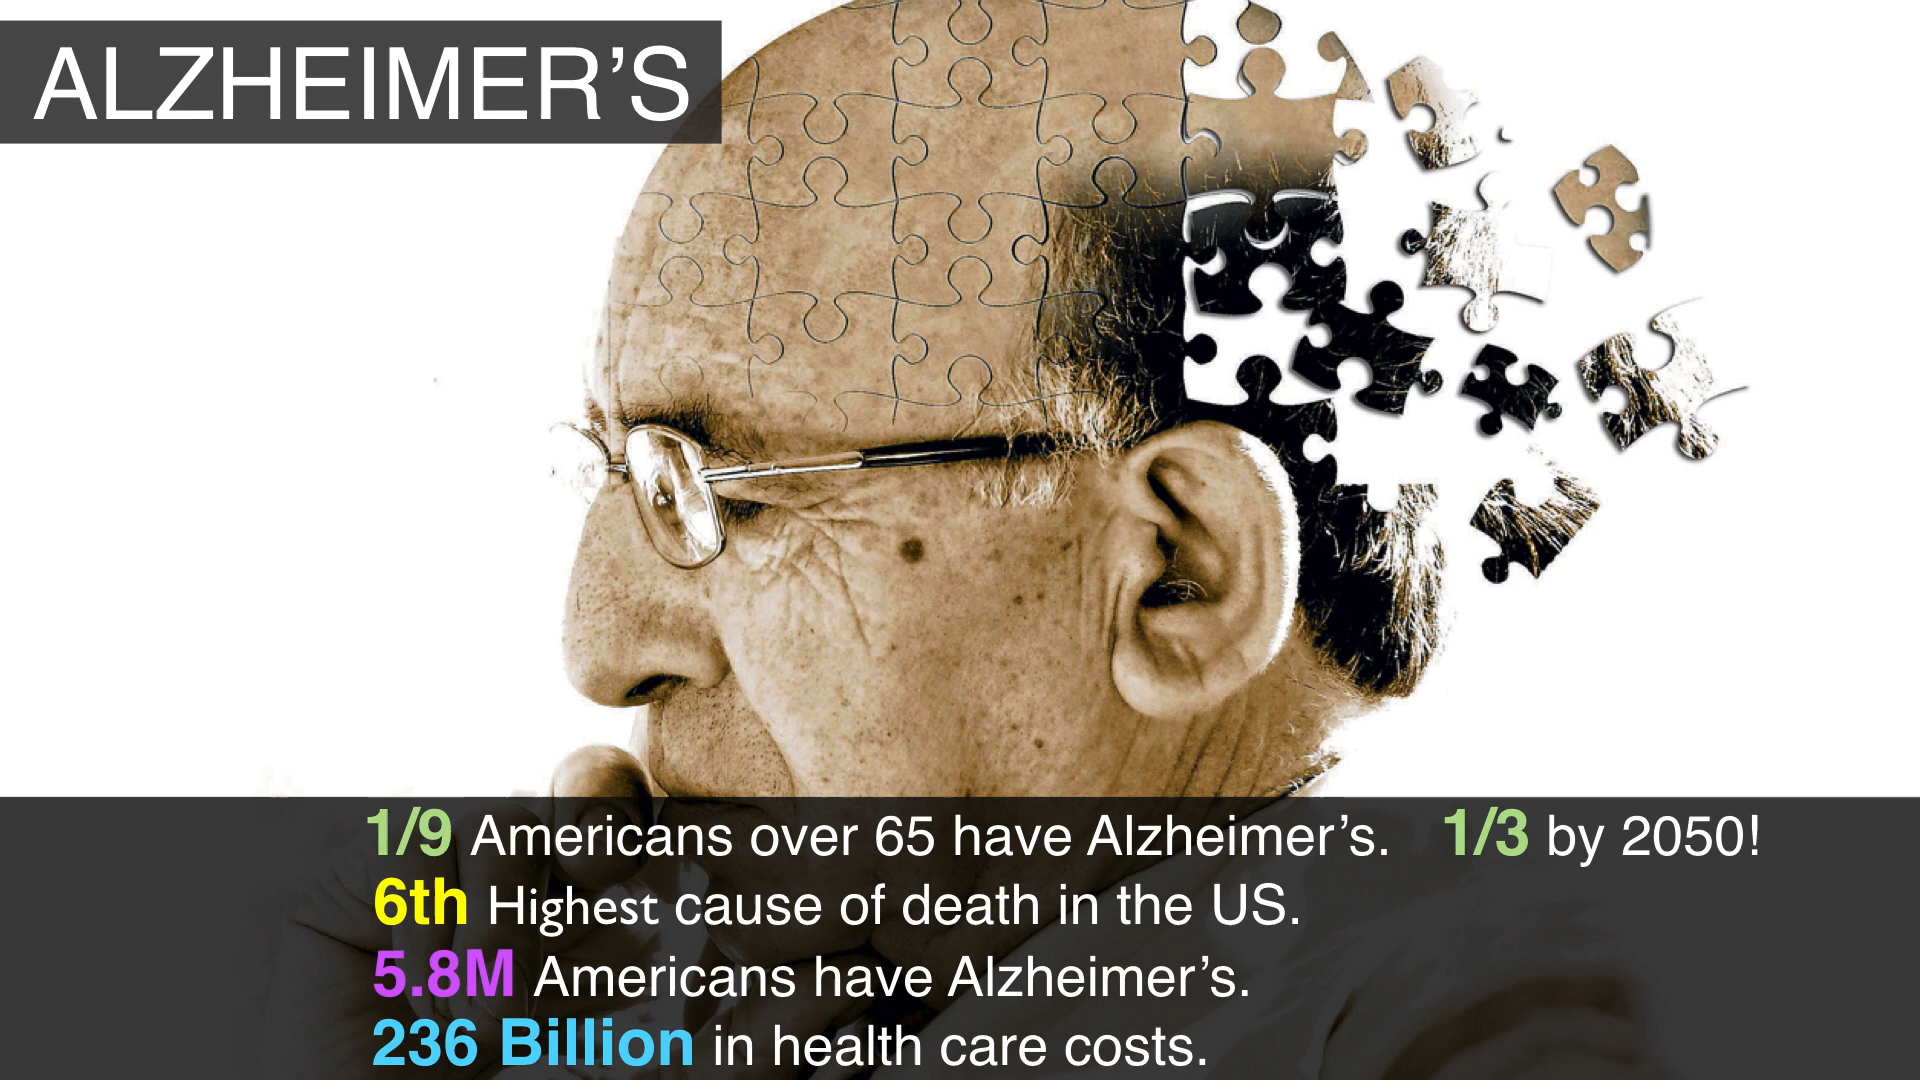 ALZHEIMER’S
1/9 Americans over 65 have Alzheimer’s. 1/3 by 2050!
6th Highest cause of death in the US.
5.8M Americans have Alzheimer’s.
236 Billion in health care costs.